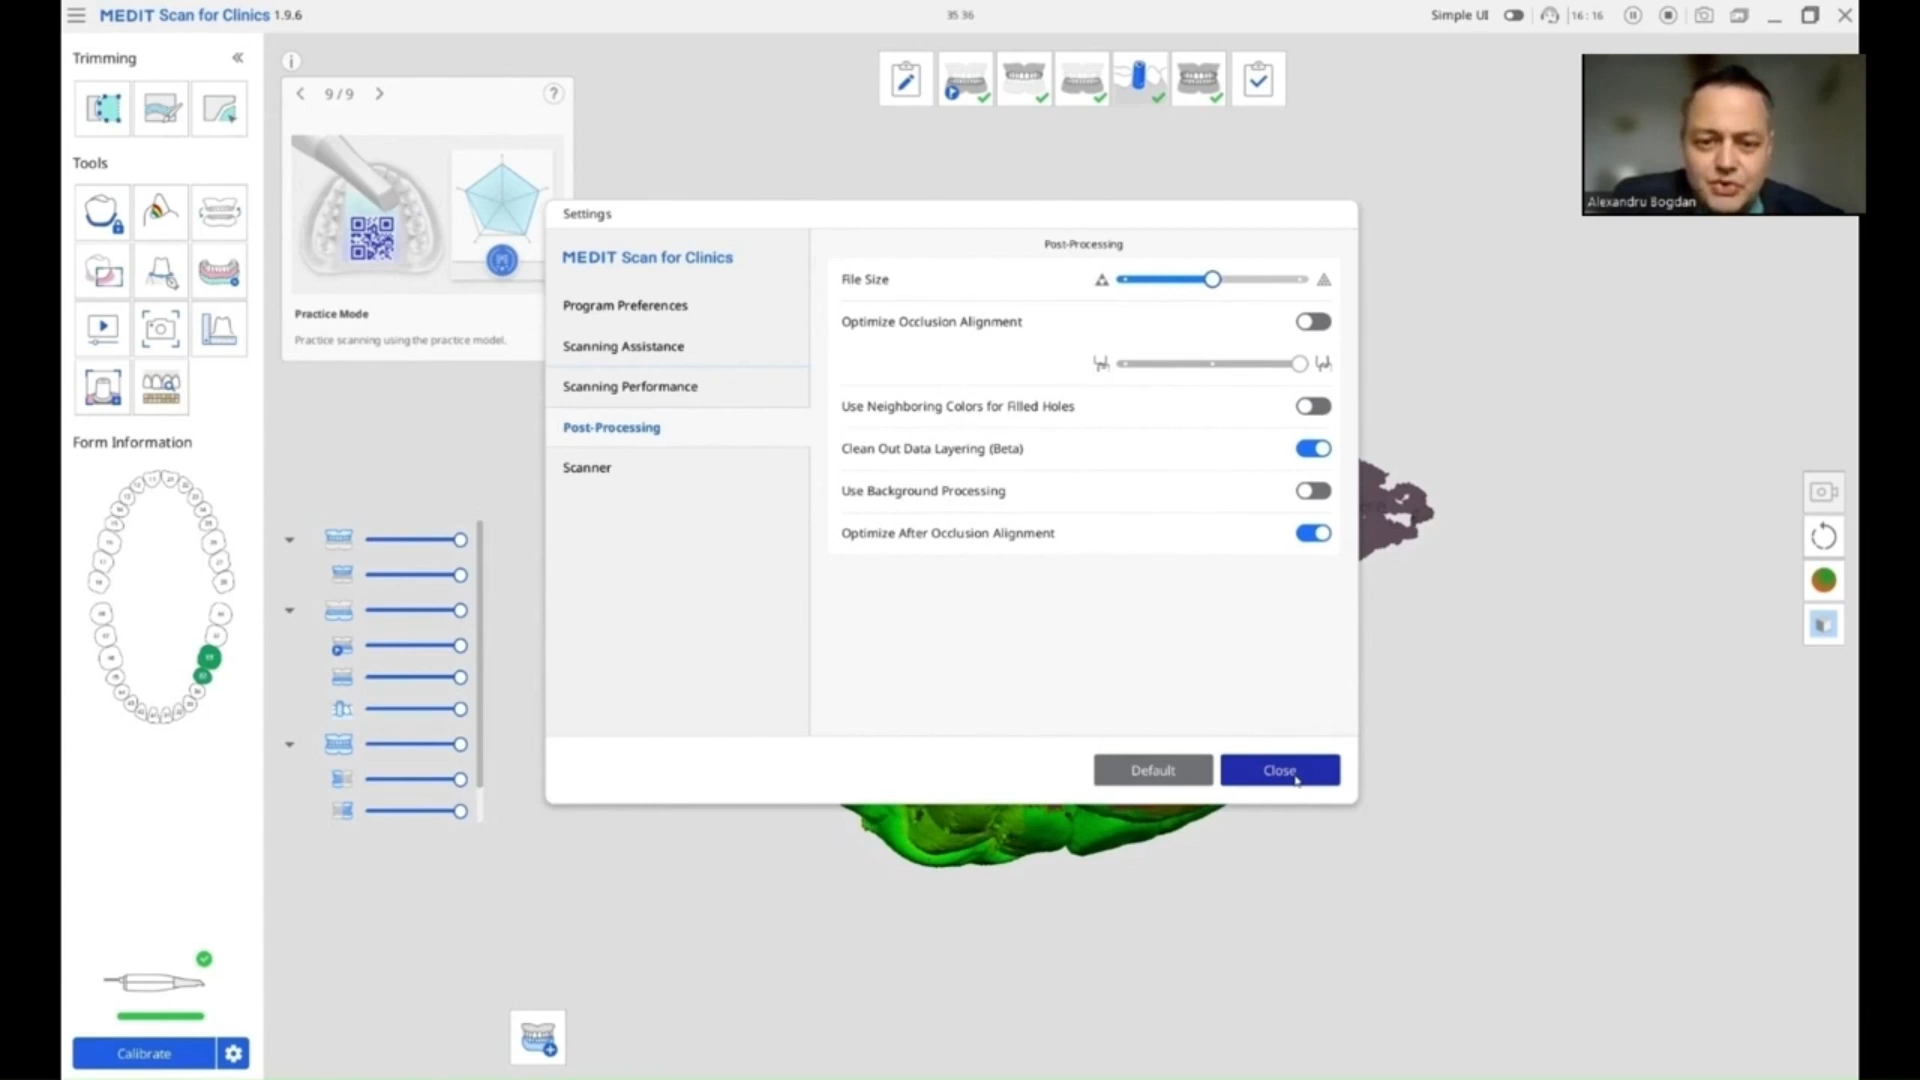 MEDIT Scan for Clinics 1.9.6
35:36
Simple UI
16:16
Trimming
9 / 9
?
Tools
Practice Mode
Practice scanning using the practice model.
Form Information
Calibrate
Settings
MEDIT Scan for Clinics
Program Preferences
Scanning Assistance
Scanning Performance
Post-Processing
Scanner
Post-Processing
File Size
Optimize Occlusion Alignment
Use Neighboring Colors for Filled Holes
Clean Out Data Layering (Beta)
Use Background Processing
Optimize After Occlusion Alignment
Default
Close
Alexandru Bogdan